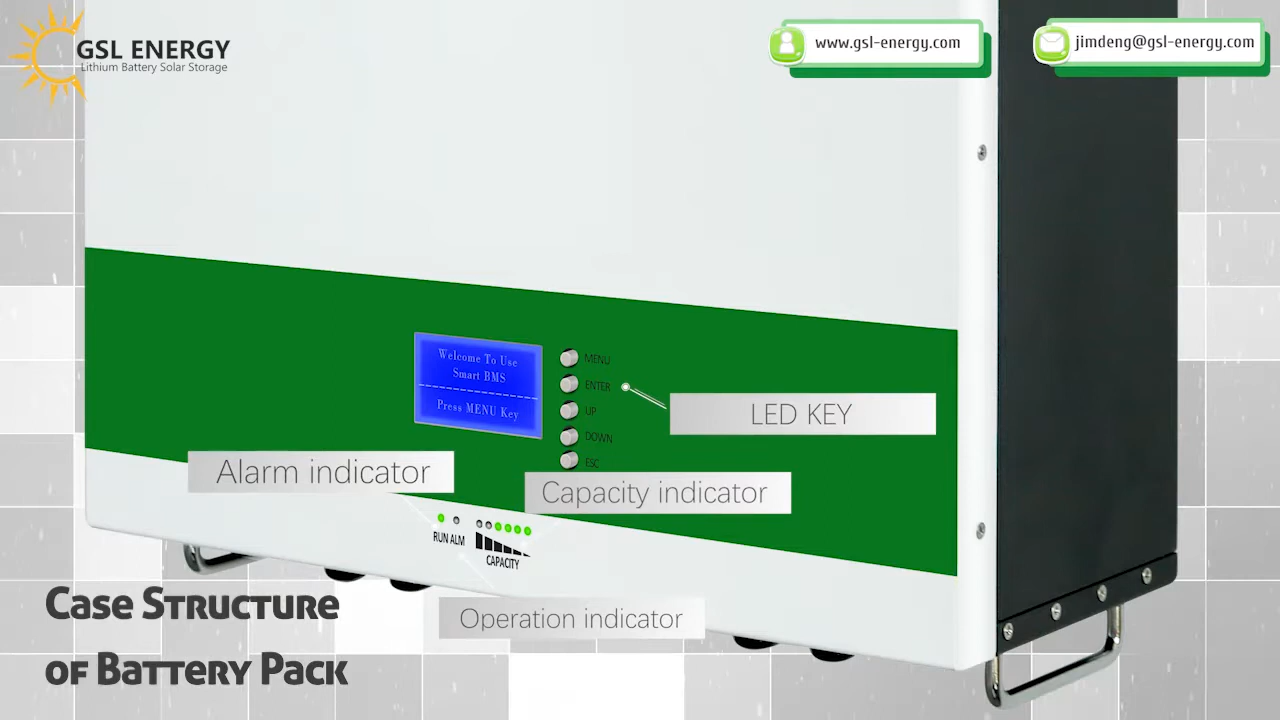 GSL ENERGY
Lithium Battery Solar Storage
www.gsl-energy.com
jimdeng@gsl-energy.com
Welcome To Use
Smart BMS
Press MENU Key
MENU
ENTER
UP
DOWN
ESC
LED KEY
Alarm indicator
Capacity indicator
RUN ALM
CAPACITY
Operation indicator
Case Structure
of Battery Pack